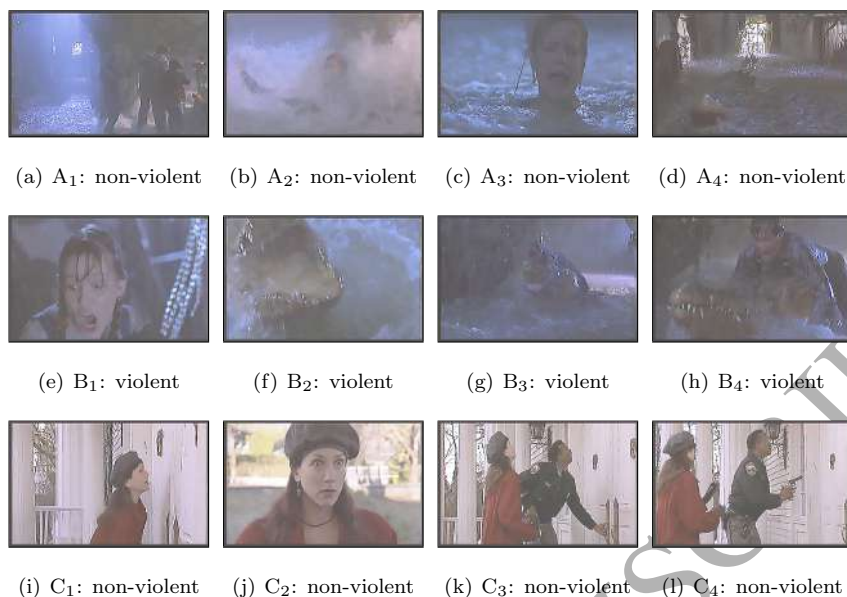 (a) A₁: non-violent (b) A₂: non-violent (c) A₃: non-violent (d) A₄: non-violent
(e) B₁: violent (f) B₂: violent (g) B₃: violent (h) B₄: violent
(i) C₁: non-violent (j) C₂: non-violent (k) C₃: non-violent (l) C₄: non-violent